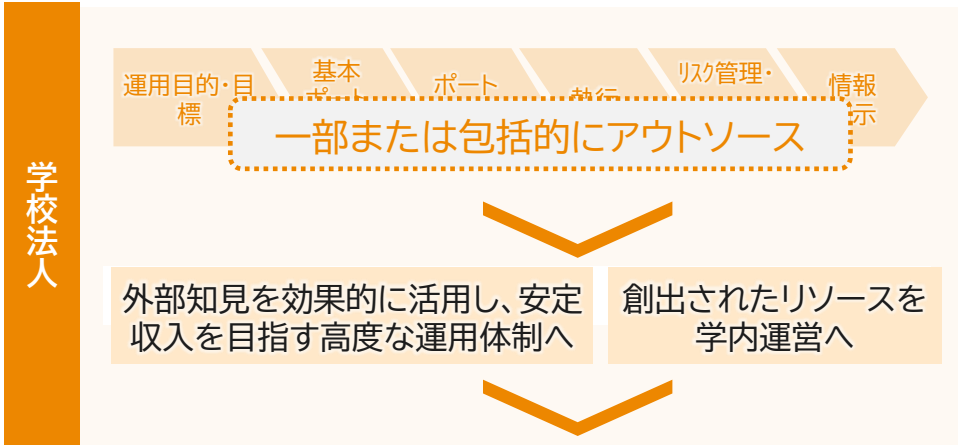 学校法人
運用目的・目
標
基本
ポート
ポート
執行
リスク管理・
情報
示
一部または包括的にアウトソース
外部知見を効果的に活用し、安定
収入を目指す高度な運用体制へ
創出されたリソースを
学内運営へ